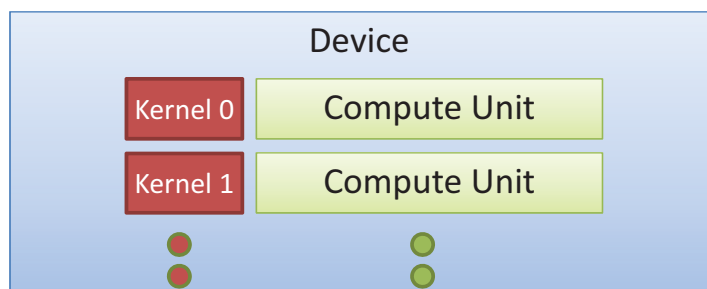 Device
Kernel 0 Compute Unit
Kernel 1 Compute Unit